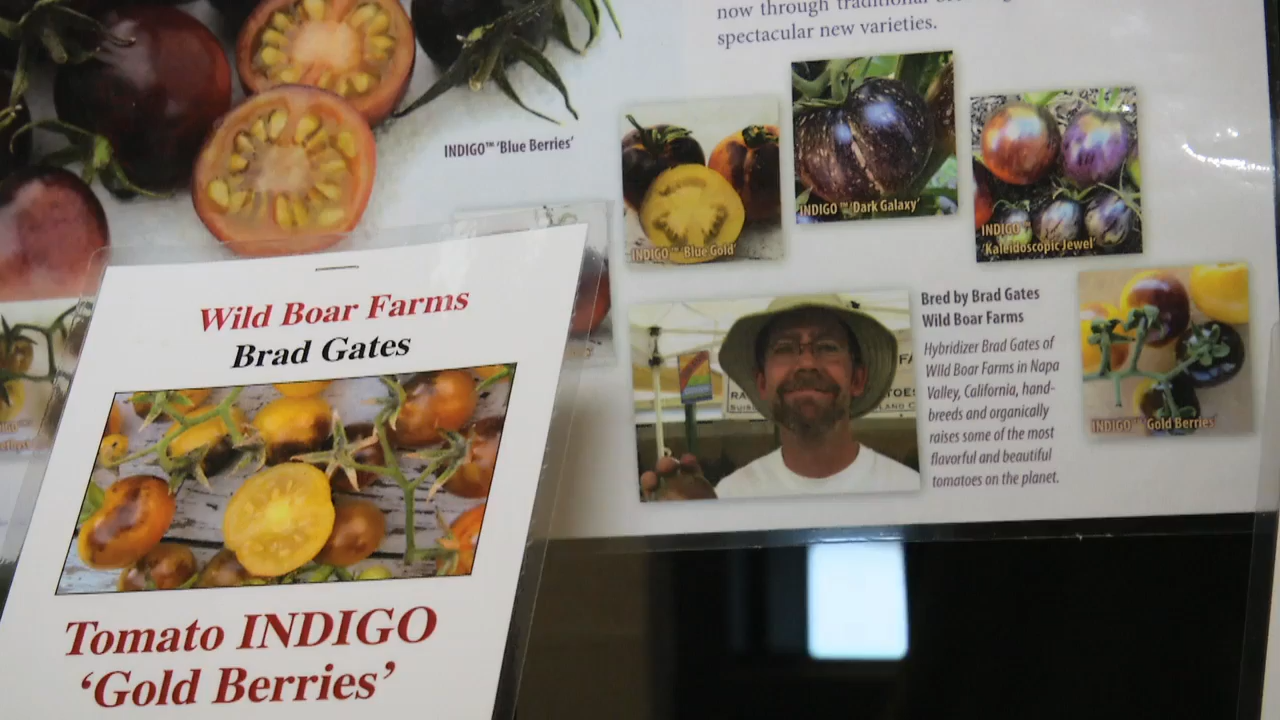 now through traditional
spectacular new varieties.
INDIGO™ 'Blue Berries'
INDIGO™ 'Blue Gold'
INDIGO™ 'Dark Galaxy'
INDIGO
'Kaleidoscopic Jewel'
Bred by Brad Gates
Wild Boar Farms
Hybridizer Brad Gates of
Wild Boar Farms in Napa
Valley, California, hand-
breeds and organically
raises some of the most
flavorful and beautiful
tomatoes on the planet.
INDIGO™ 'Gold Berries'
Wild Boar Farms
Brad Gates
Tomato INDIGO
'Gold Berries'